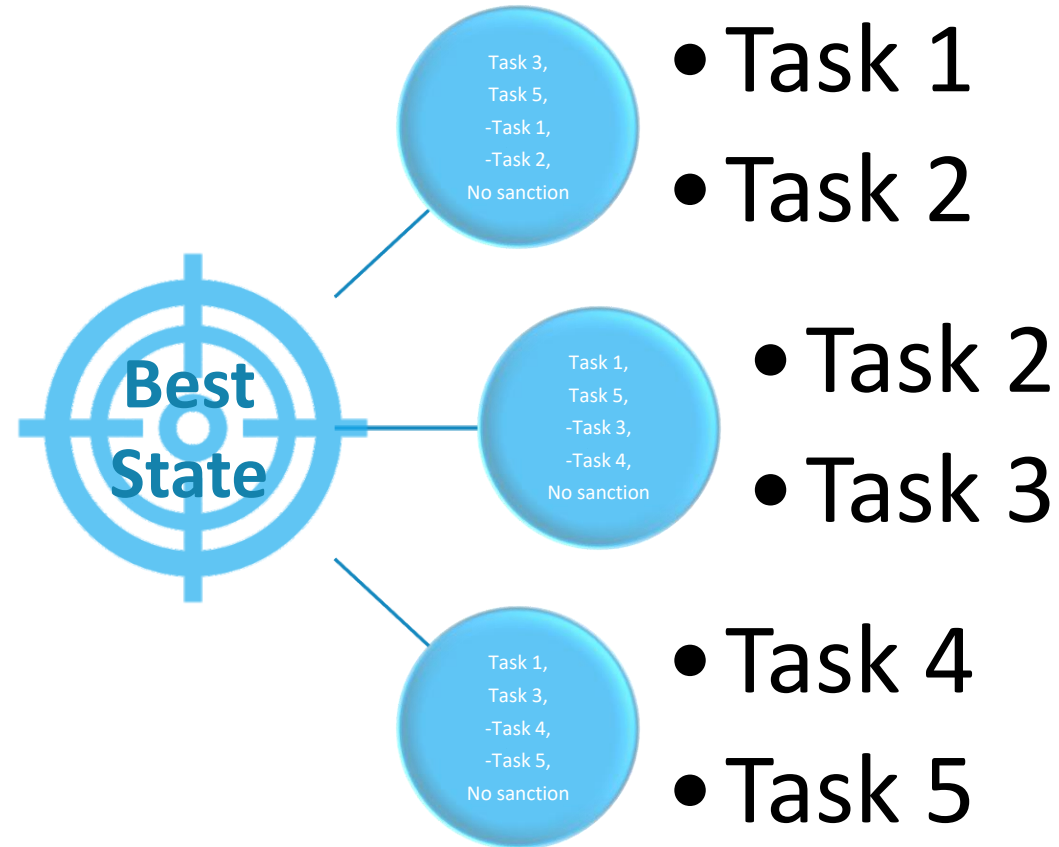 Best
State
Task 3,
Task 5,
-Task 1,
-Task 2,
No sanction
• Task 1
• Task 2
Task 1,
Task 5,
-Task 3,
-Task 4,
No sanction
• Task 2
• Task 3
Task 1,
Task 3,
-Task 4,
-Task 5,
No sanction
• Task 4
• Task 5